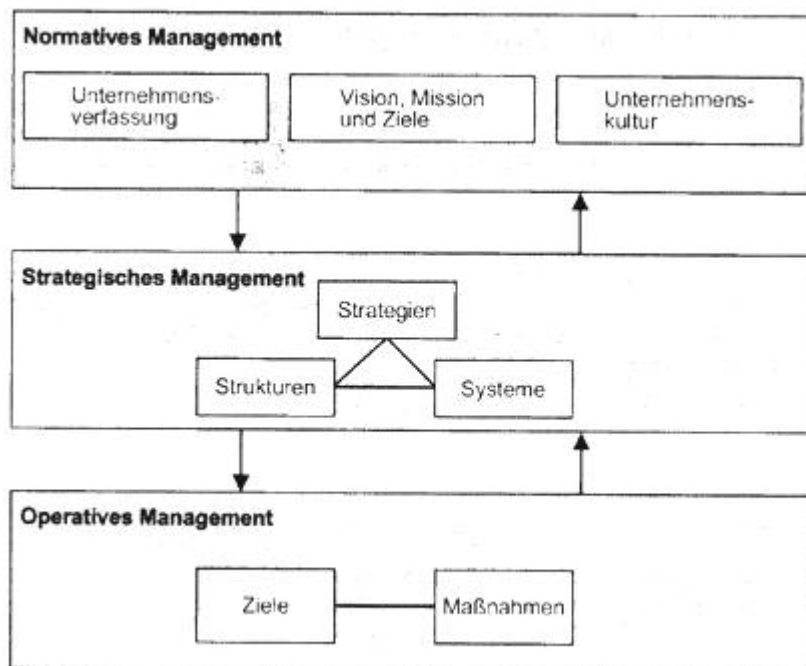 Normatives Management
Unternehmens-
verfassung
Vision, Mission
und Ziele
Unternehmens-
kultur
Strategisches Management
Strategien
Strukturen
Systeme
Operatives Management
Ziele
Maßnahmen